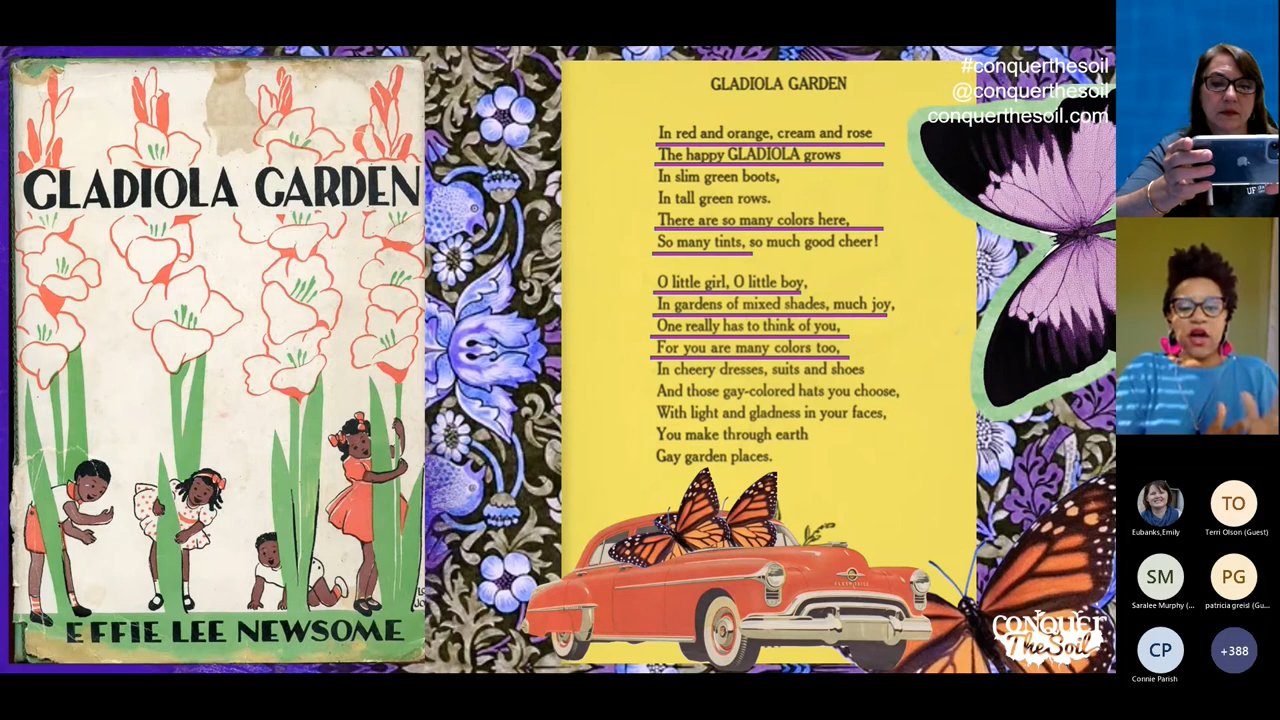 GLADIOLA GARDEN
EFFIE LEE NEWSOME
GLADIOLA GARDEN
In red and orange, cream and rose
The happy GLADIOLA grows
In slim green boots,
In tall green rows.
There are so many colors here,
So many tints, so much good cheer!
O little girl, O little boy,
In gardens of mixed shades, much joy,
One really has to think of you,
For you are many colors too,
In cheery dresses, suits and shoes
And those gay-colored hats you choose,
With light and gladness in your faces,
You make through earth
Gay garden places.
#conquerthesoil
@conquerthesoil
conquerthesoil.com
CONQUER
The Soil
UF
Eubanks,Emily
TO
Terri Olson (Guest)
SM
Saralee Murphy (...
PG
patricia greisl (Gu...
CP
Connie Parish
+388